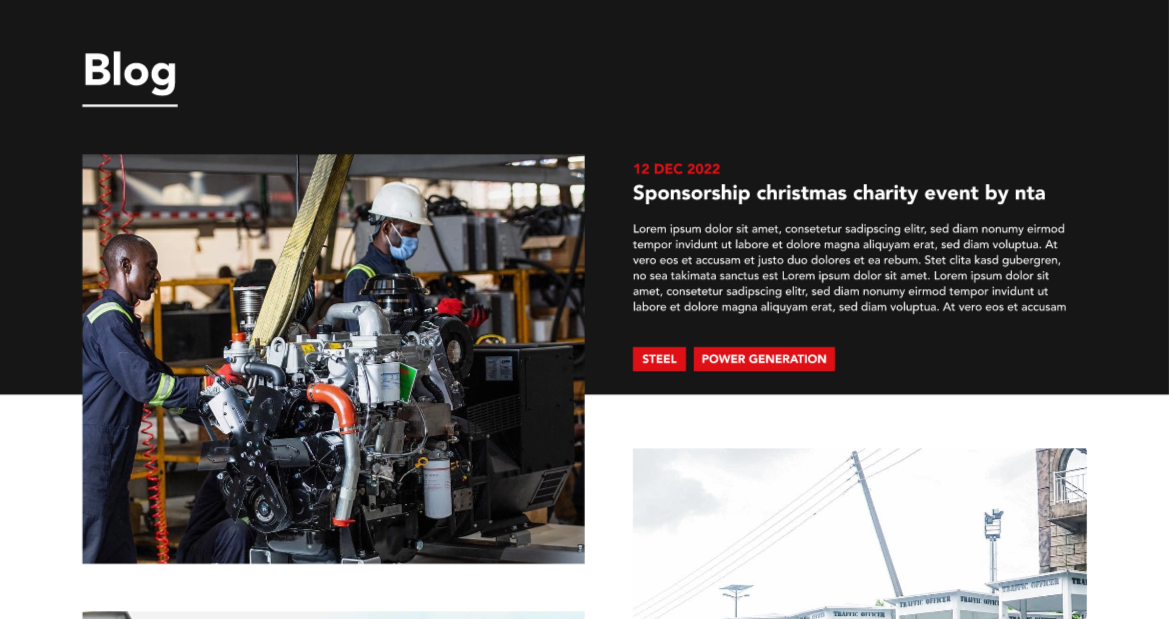 Blog
12 DEC 2022
Sponsorship christmas charity event by nta
Lorem ipsum dolor sit amet, consetetur sadipscing elitr, sed diam nonumy eirmod
tempor invidunt ut labore et dolore magna aliquyam erat, sed diam voluptua. At
vero eos et accusam et justo duo dolores et ea rebum. Stet clita kasd gubergren,
no sea takimata sanctus est Lorem ipsum dolor sit amet. Lorem ipsum dolor sit
amet, consetetur sadipscing elitr, sed diam nonumy eirmod tempor invidunt ut
labore et dolore magna aliquyam erat, sed diam voluptua. At vero eos et accusam
STEEL
POWER GENERATION
TRAFFIC OFFICER
TRAFFIC OFFICER
TRAFFIC OFFICER